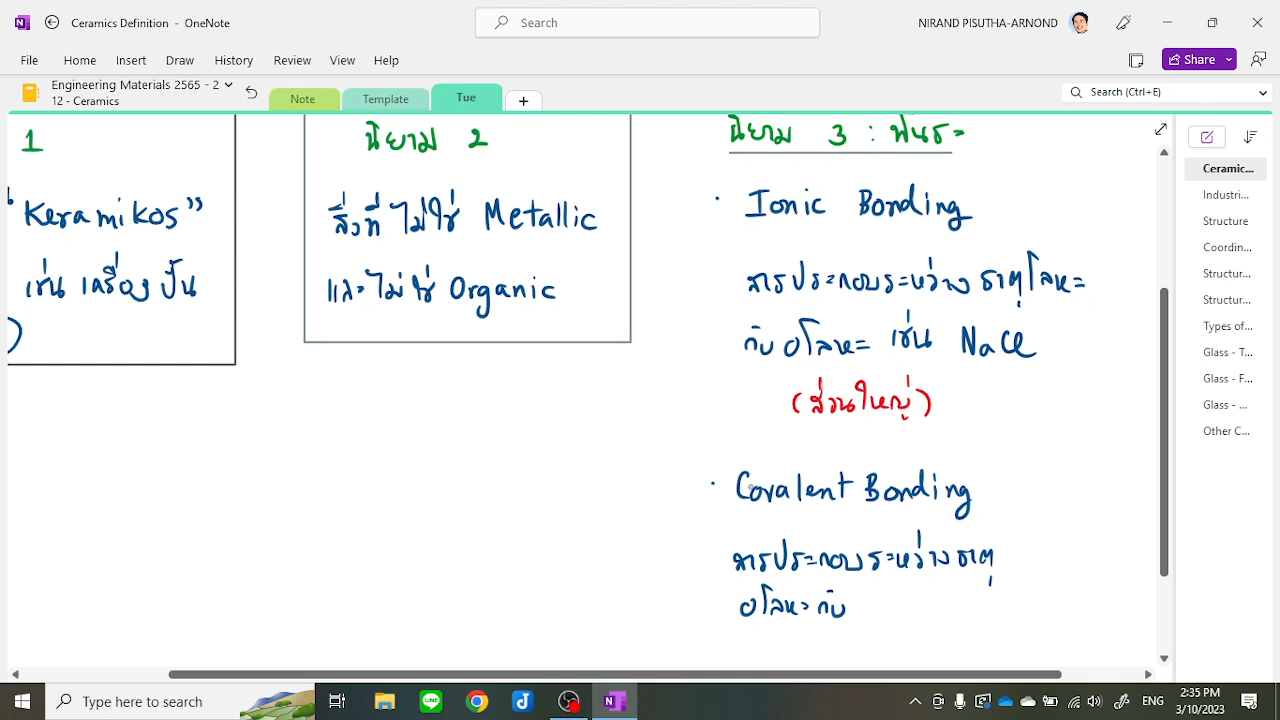 Ceramics Definition - OneNote
Search
NIRAND PISUTHA-ARNOND
File Home Insert Draw History Review View Help
Share
Engineering Materials 2565 - 2
12 - Ceramics
Note
Template
Tue
+
Search (Ctrl+E)
1
"Keramikos"
เช่น เครื่องปั้น
)
นิยาม 2
สิ่งที่ ไม่ใช่ Metallic
และไม่ใช่ Organic
นิยาม 3 : พันธะ
· Ionic Bonding
สารประกอบระหว่าง ธาตุโลหะ
กับ อโลหะ เช่น NaCl
(ส่วนใหญ่)
· Covalent Bonding
สารประกอบระหว่างธาตุ
อโลหะกับ
Ceramic...
Industri...
Structure
Coordin...
Structur...
Structur...
Types of...
Glass - T...
Glass - F...
Glass - ...
Other C...
Type here to search
ENG
2:35 PM
3/10/2023